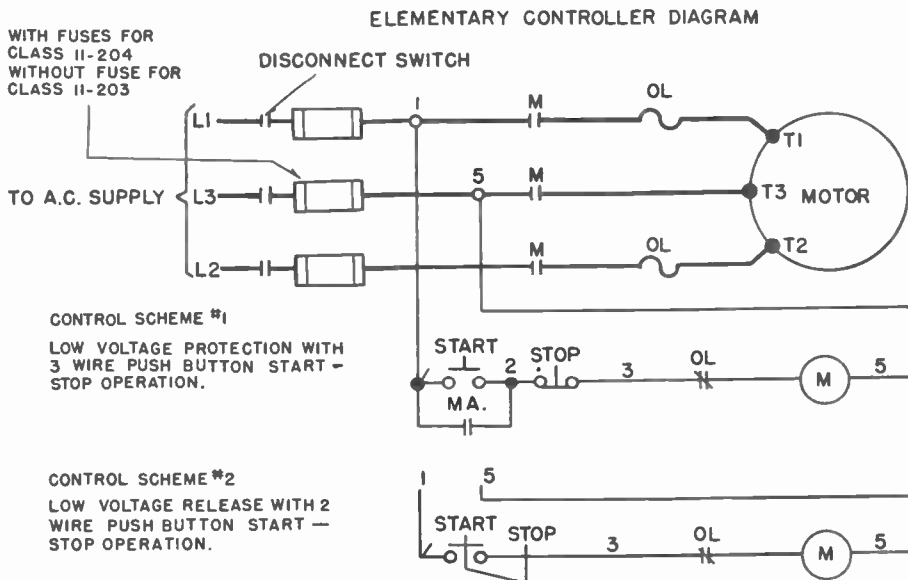 ELEMENTARY CONTROLLER DIAGRAM
WITH FUSES FOR
CLASS II-204
WITHOUT FUSE FOR
CLASS II-203
DISCONNECT SWITCH
L1
1
M
OL
T1
TO A.C. SUPPLY
L3
5
M
T3
MOTOR
L2
M
OL
T2
CONTROL SCHEME #1
LOW VOLTAGE PROTECTION WITH
3 WIRE PUSH BUTTON START -
STOP OPERATION.
START
2
STOP
3
OL
M
5
MA.
CONTROL SCHEME #2
LOW VOLTAGE RELEASE WITH 2
WIRE PUSH BUTTON START -
STOP OPERATION.
1
5
START
STOP
3
OL
M
5